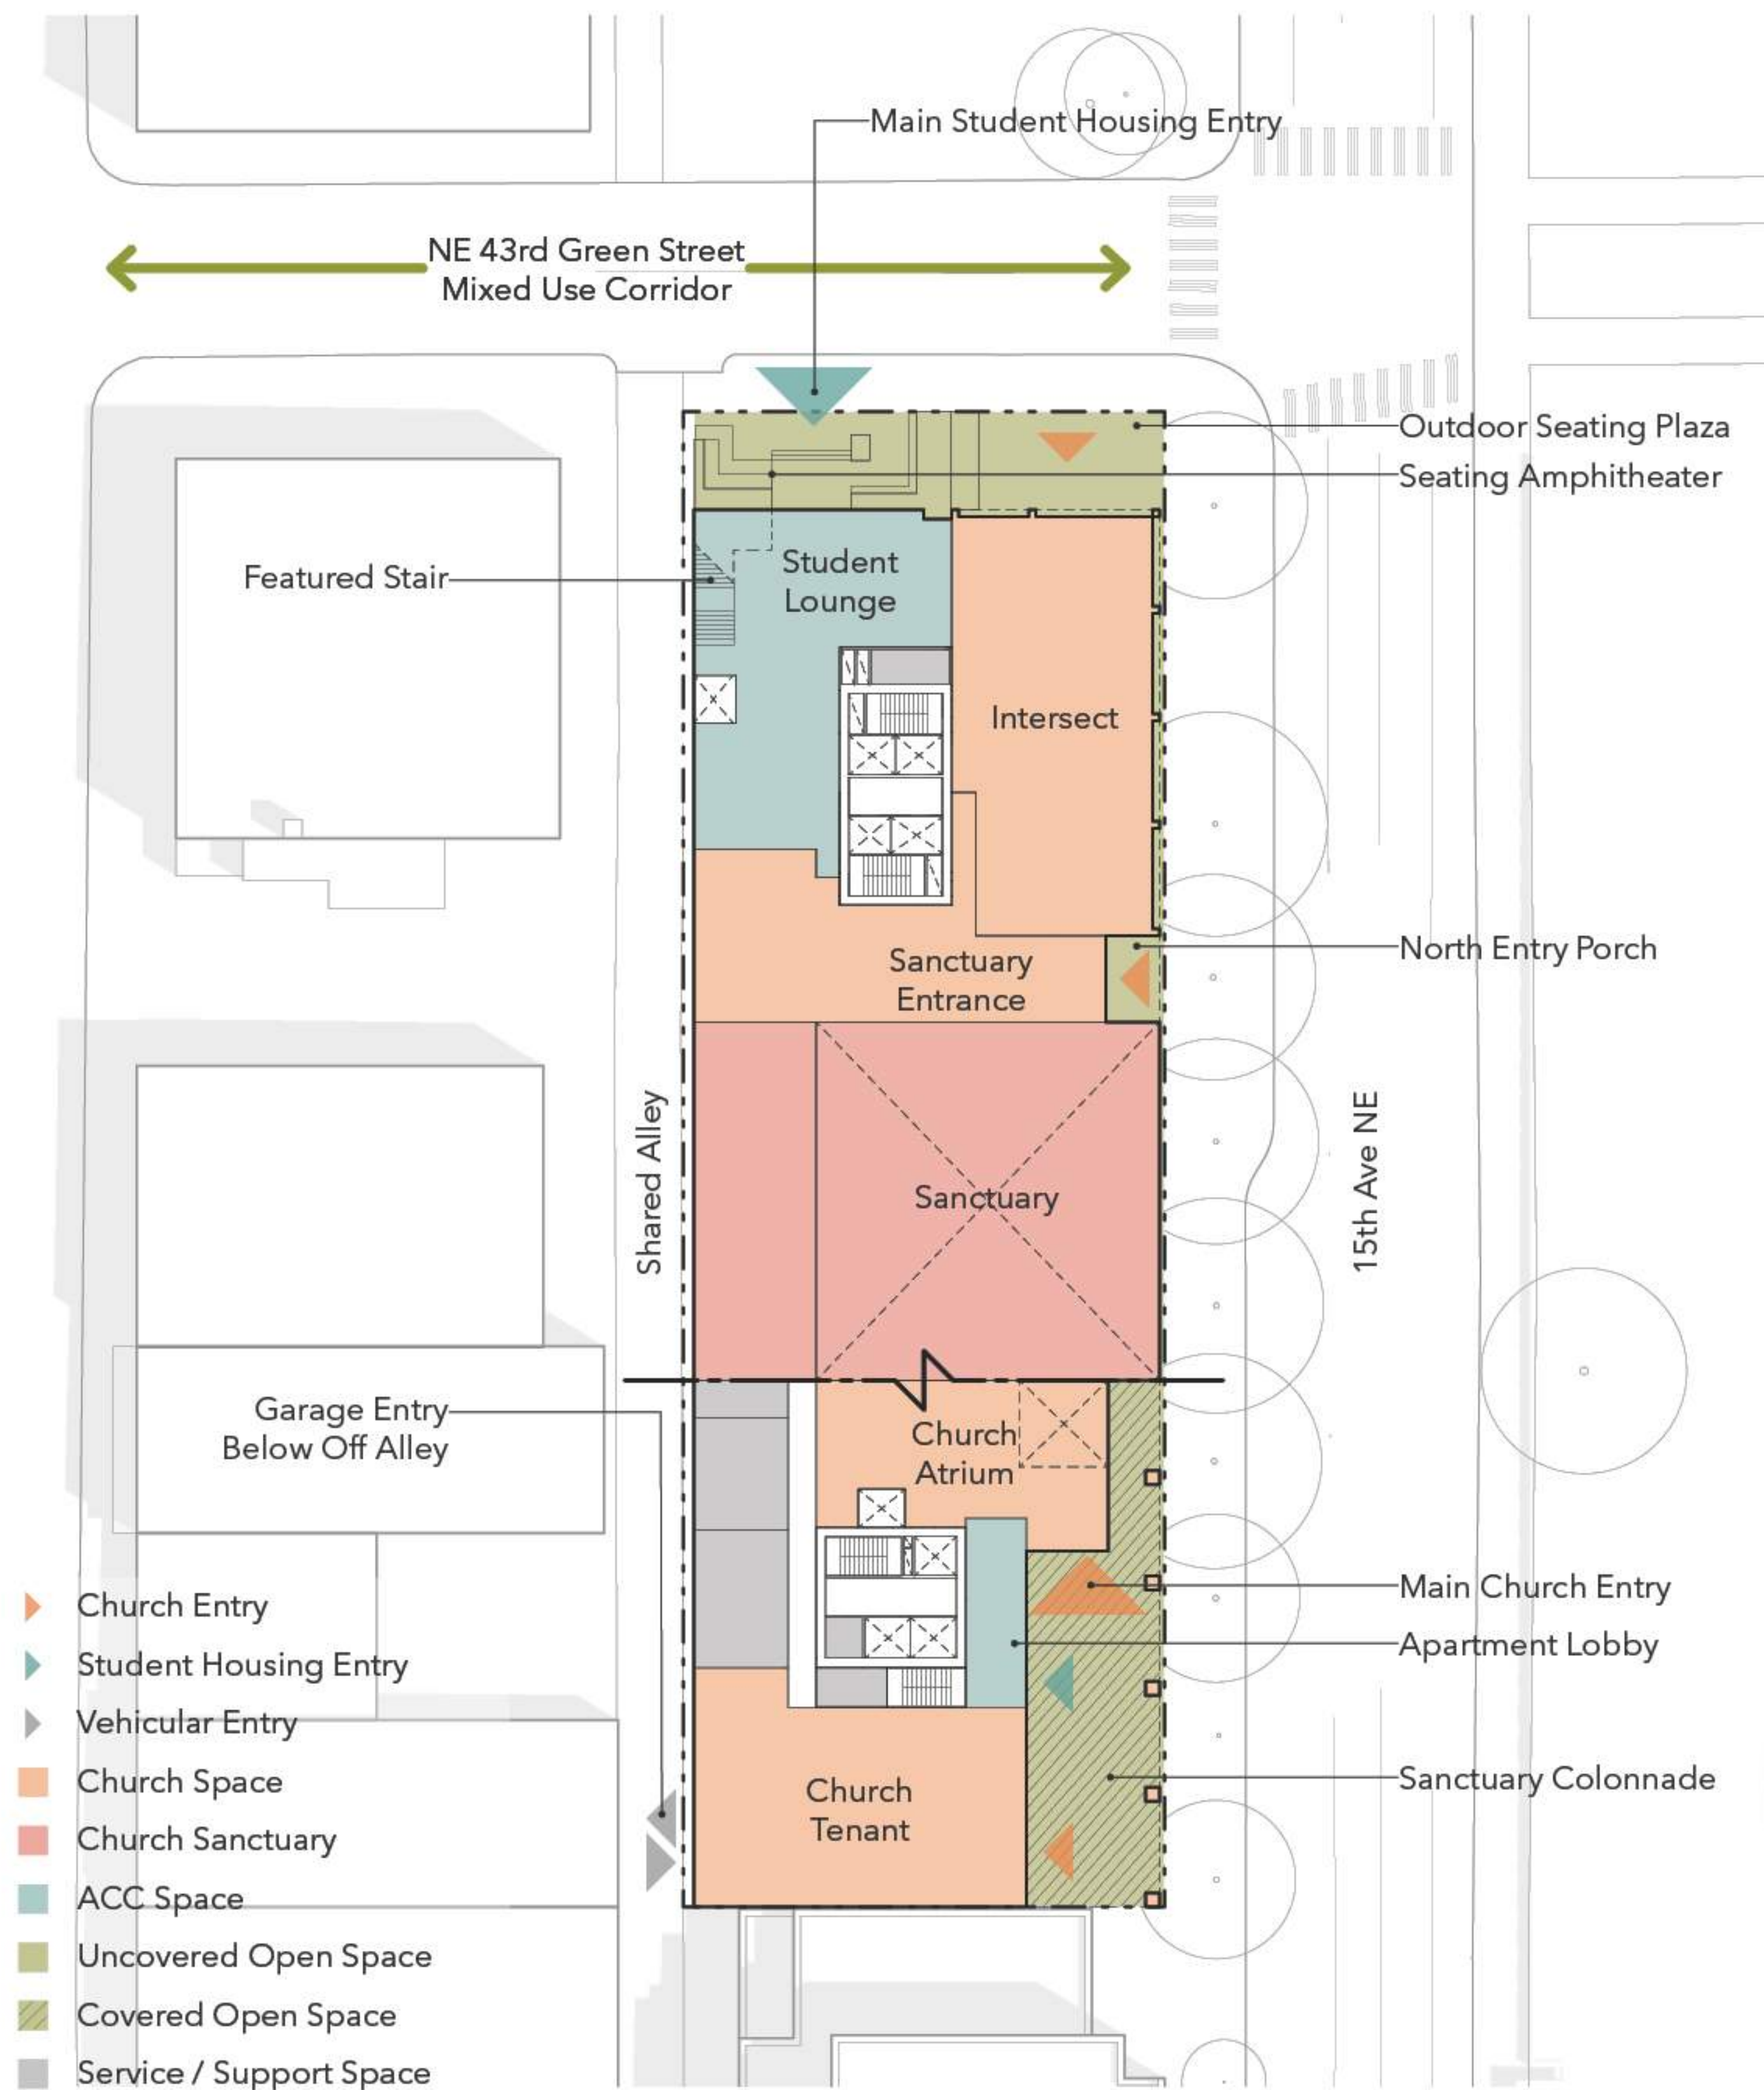 Main Student Housing Entry
NE 43rd Green Street
Mixed Use Corridor
Outdoor Seating Plaza
Seating Amphitheater
Featured Stair
Student
Lounge
Intersect
North Entry Porch
Sanctuary
Entrance
Shared Alley
15th Ave NE
Sanctuary
Garage Entry
Below Off Alley
Church
Atrium
Main Church Entry
Apartment Lobby
Sanctuary Colonnade
Church
Tenant
Church Entry
Student Housing Entry
Vehicular Entry
Church Space
Church Sanctuary
ACC Space
Uncovered Open Space
Covered Open Space
Service / Support Space